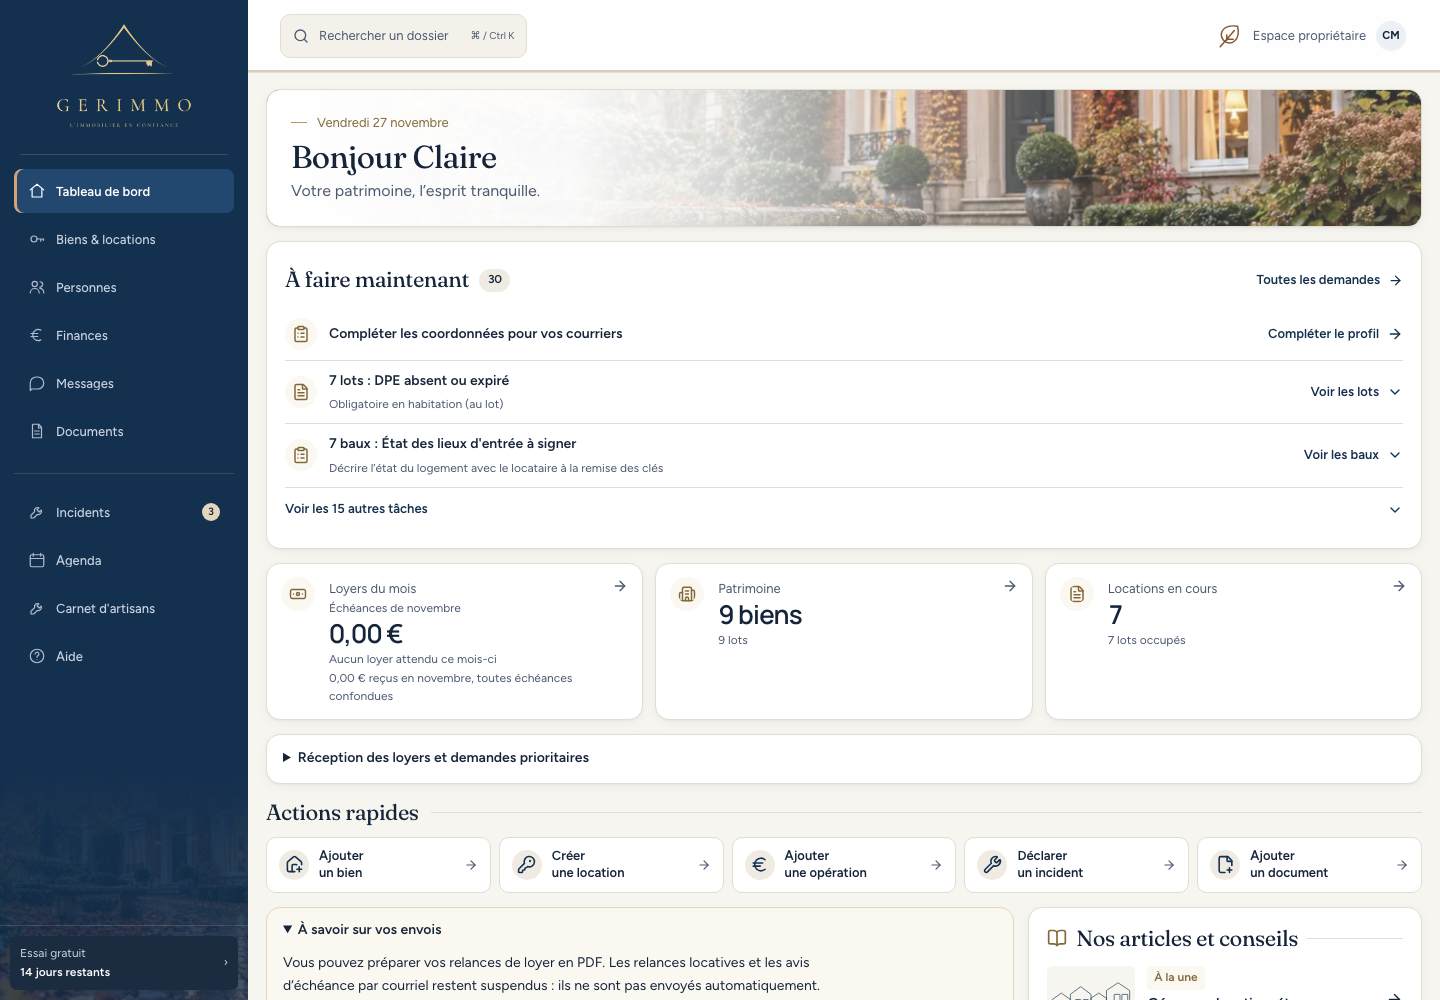 GERIMMO
L'IMMOBILIER EN CONFIANCE
Tableau de bord
Biens & locations
Personnes
Finances
Messages
Documents
Incidents
3
Agenda
Carnet d'artisans
Aide
Essai gratuit
14 jours restants
›
Rechercher un dossier
⌘ / Ctrl K
Espace propriétaire
CM
Vendredi 27 novembre
Bonjour Claire
Votre patrimoine, l’esprit tranquille.
À faire maintenant
30
Toutes les demandes
Compléter les coordonnées pour vos courriers
Compléter le profil
7 lots : DPE absent ou expiré
Obligatoire en habitation (au lot)
Voir les lots
7 baux : État des lieux d'entrée à signer
Décrire l'état du logement avec le locataire à la remise des clés
Voir les baux
Voir les 15 autres tâches
Loyers du mois
Échéances de novembre
0,00 €
Aucun loyer attendu ce mois-ci
0,00 € reçus en novembre, toutes échéances
confondues
Patrimoine
9 biens
9 lots
Locations en cours
7
7 lots occupés
Réception des loyers et demandes prioritaires
Actions rapides
Ajouter
un bien
Créer
une location
Ajouter
une opération
Déclarer
un incident
Ajouter
un document
À savoir sur vos envois
Vous pouvez préparer vos relances de loyer en PDF. Les relances locatives et les avis
d’échéance par courriel restent suspendus : ils ne sont pas envoyés automatiquement.
Nos articles et conseils
À la une